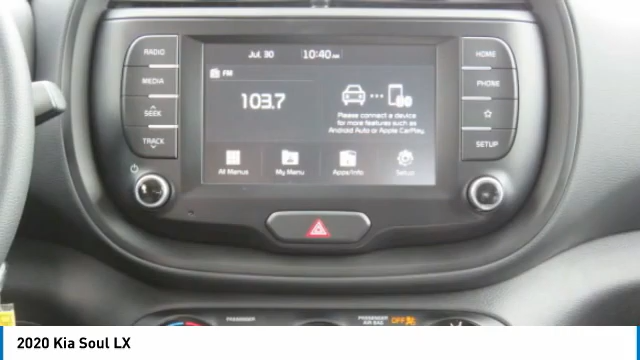 RADIO
MEDIA
SEEK
TRACK
Jul. 30 10:40 AM
FM
103.7
Please connect a device
for more features such as
Android Auto or Apple CarPlay.
All Menus My Menu Apps/Info Setup
HOME
PHONE
SETUP
PASSENGER
PASSENGER
AIR BAG
OFF
2020 Kia Soul LX